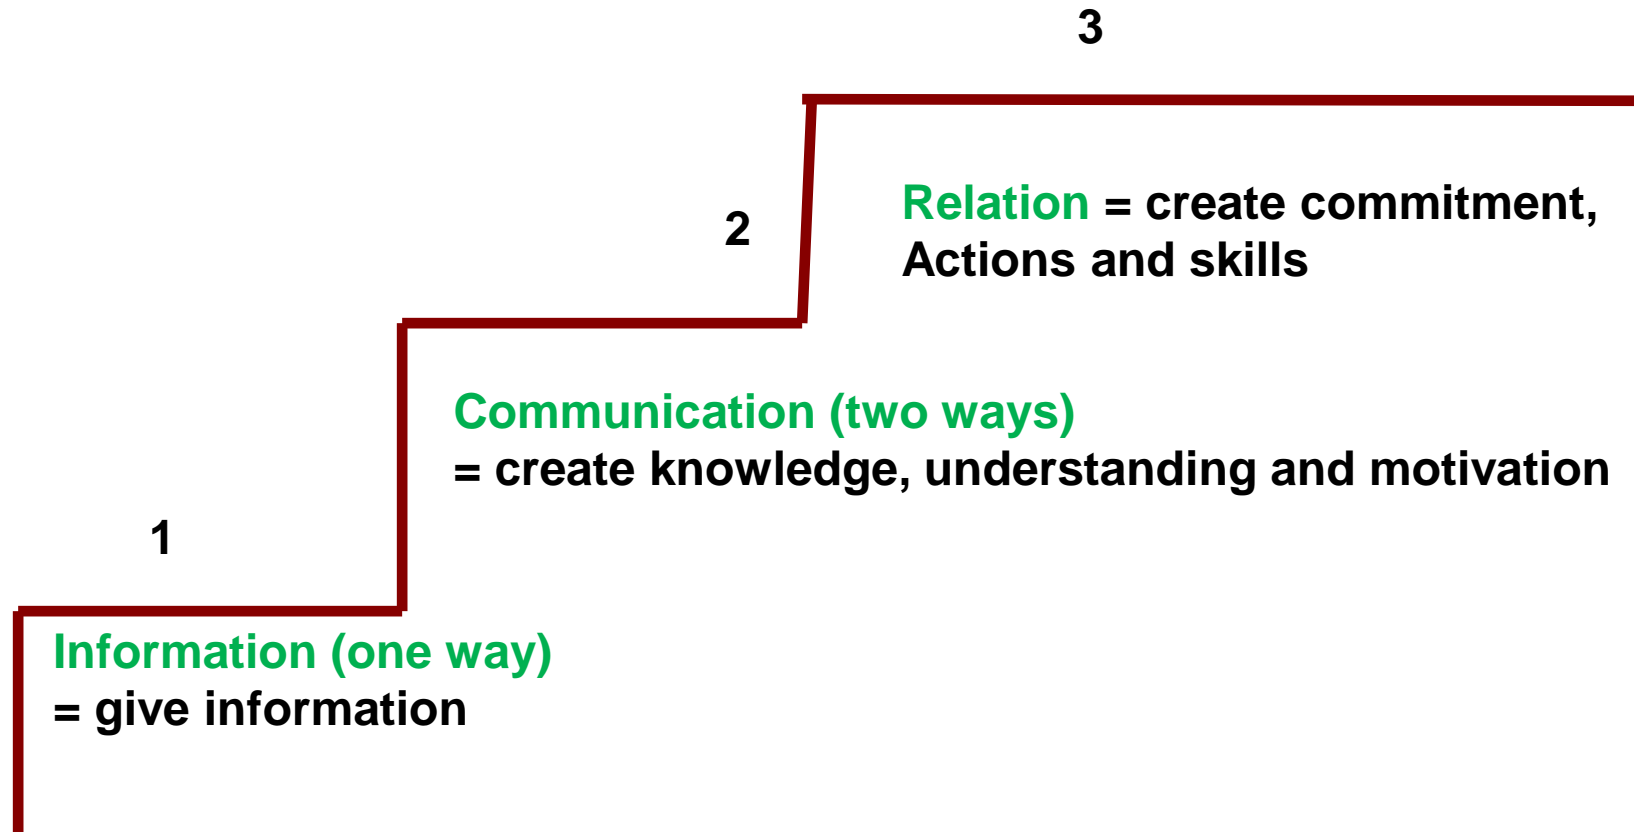 3
Relation = create commitment,
Actions and skills
2
Communication (two ways)
= create knowledge, understanding and motivation
1
Information (one way)
= give information